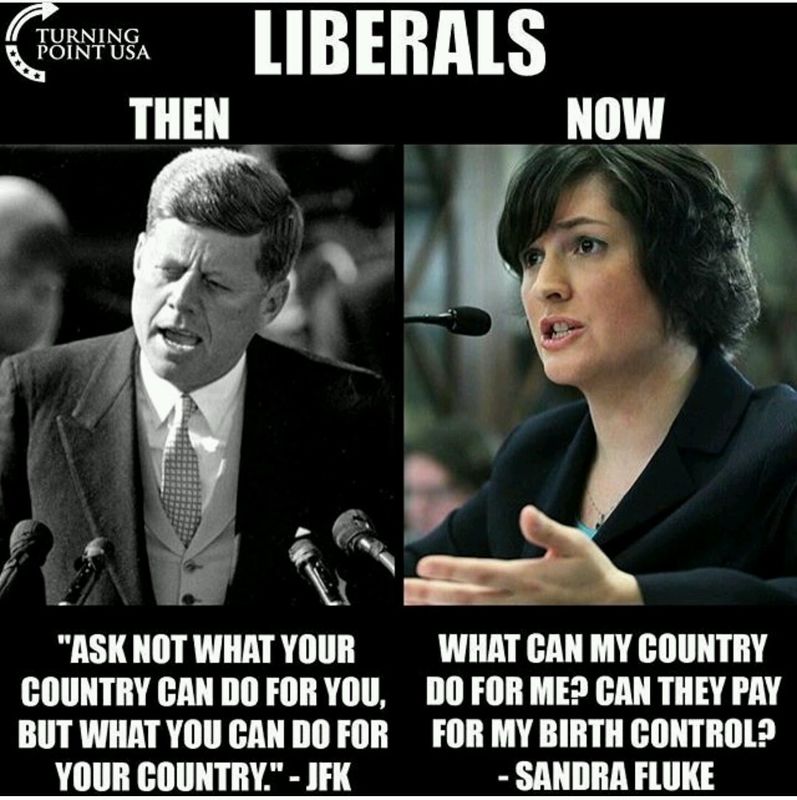 TURNING
POINT USA
LIBERALS
THEN
NOW
"ASK NOT WHAT YOUR
COUNTRY CAN DO FOR YOU,
BUT WHAT YOU CAN DO FOR
YOUR COUNTRY." - JFK
WHAT CAN MY COUNTRY
DO FOR ME? CAN THEY PAY
FOR MY BIRTH CONTROL?
- SANDRA FLUKE